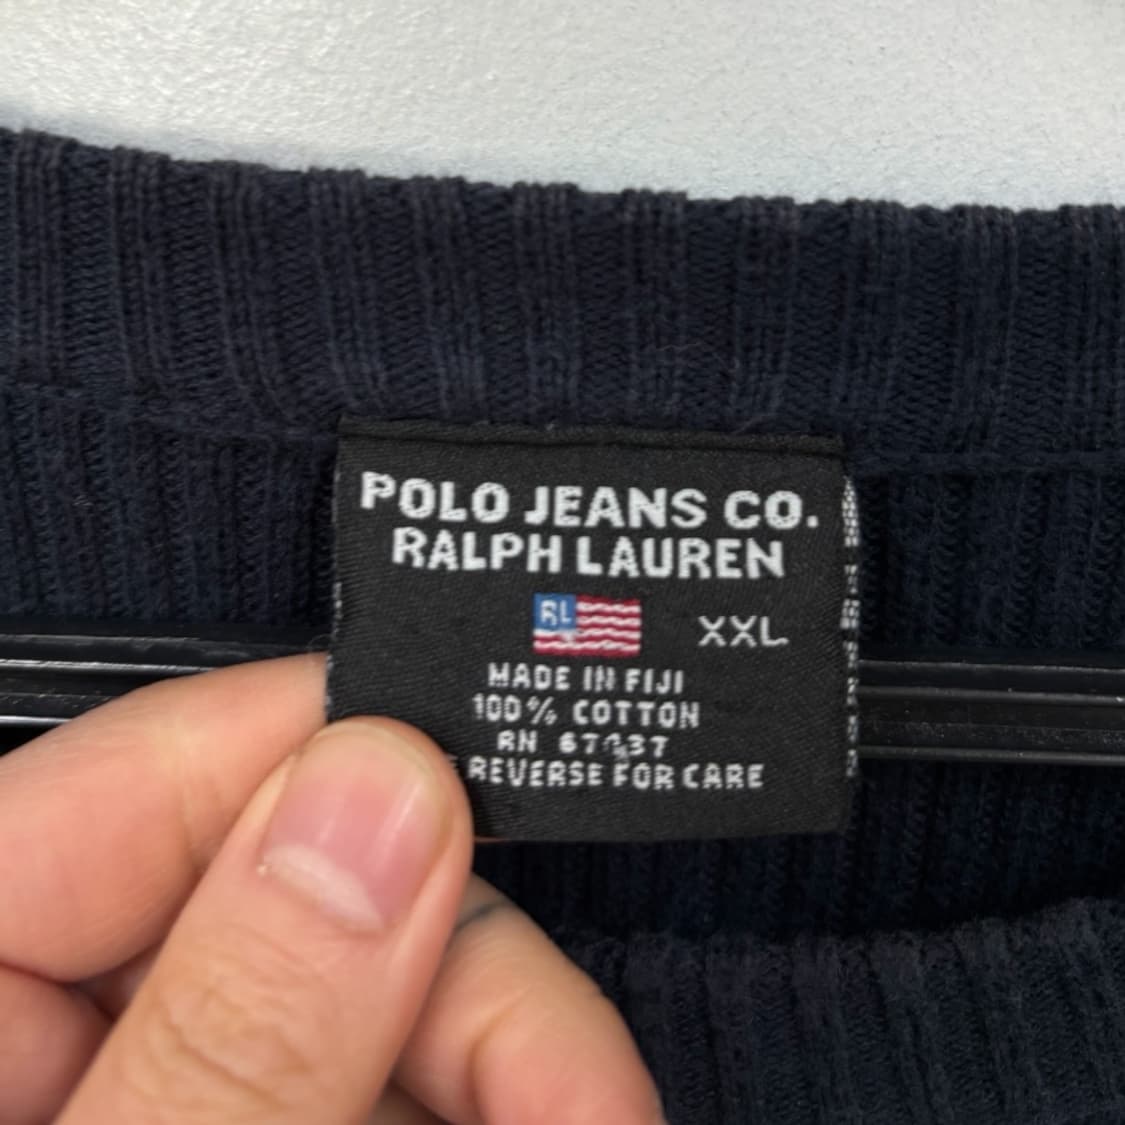 POLO JEANS CO.
RALPH LAUREN
RL
XXL
MADE IN FIJI
100% COTTON
RN
REVERSE FOR CARE